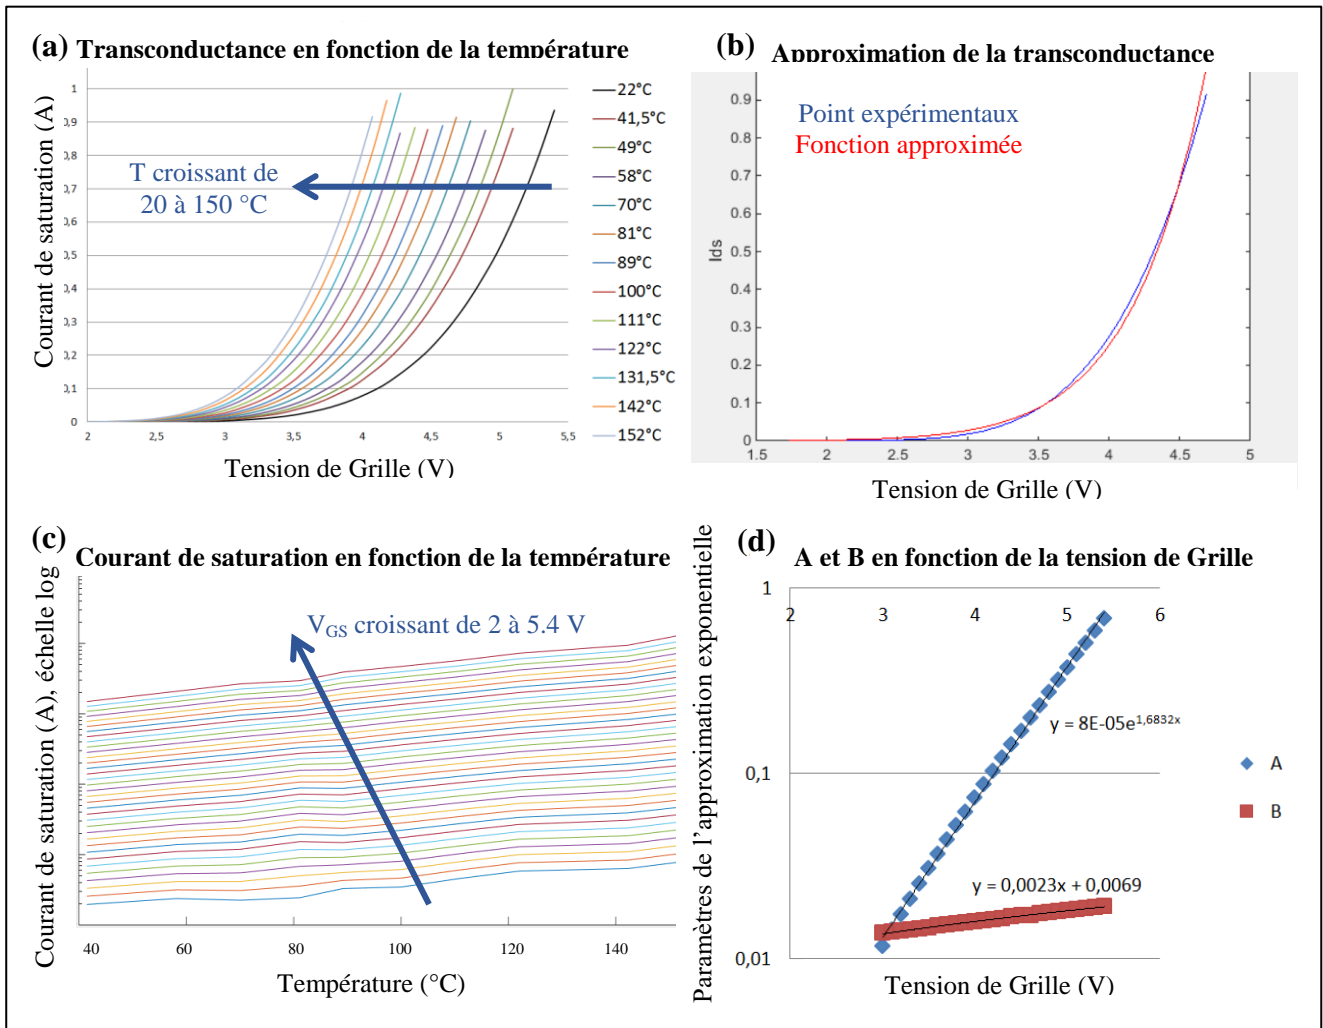 (a) Transconductance en fonction de la température
Courant de saturation (A)
1
0,9
0,8
0,7
0,6
0,5
0,4
0,3
0,2
0,1
0
T croissant de
20 à 150 °C
22°C
41,5°C
49°C
58°C
70°C
81°C
89°C
100°C
111°C
122°C
131,5°C
142°C
152°C
2 2,5 3 3,5 4 4,5 5 5,5
Tension de Grille (V)
(b) Approximation de la transconductance
Point expérimentaux
Fonction approximée
Ids
0.9
0.8
0.7
0.6
0.5
0.4
0.3
0.2
0.1
0
1.5 2 2.5 3 3.5 4 4.5 5
Tension de Grille (V)
(c) Courant de saturation en fonction de la température
Courant de saturation (A), échelle log
VGS croissant de 2 à 5.4 V
40 60 80 100 120 140
Température (°C)
(d) A et B en fonction de la tension de Grille
Paramètres de l'approximation exponentielle
1
0,1
0,01
2 3 4 5 6
y = 8E-05e1,6832x
y = 0,0023x + 0,0069
A
B
Tension de Grille (V)